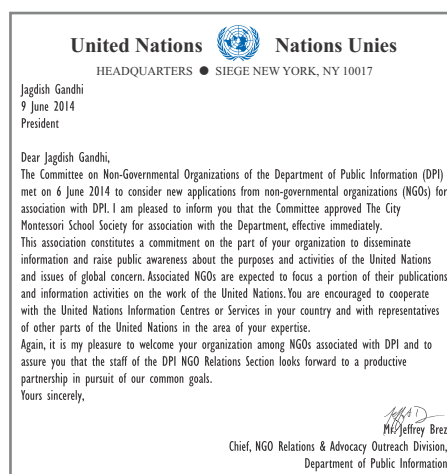 United Nations Nations Unies
HEADQUARTERS ● SIEGE NEW YORK, NY 10017
Jagdish Gandhi
9 June 2014
President
Dear Jagdish Gandhi,
The Committee on Non-Governmental Organizations of the Department of Public Information (DPI)
met on 6 June 2014 to consider new applications from non-governmental organizations (NGOs) for
association with DPI. I am pleased to inform you that the Committee approved The City
Montessori School Society for association with the Department, effective immediately.
This association constitutes a commitment on the part of your organization to disseminate
information and raise public awareness about the purposes and activities of the United Nations
and issues of global concern. Associated NGOs are expected to focus a portion of their publications
and information activities on the work of the United Nations. You are encouraged to cooperate
with the United Nations Information Centres or Services in your country and with representatives
of other parts of the United Nations in the area of your expertise.
Again, it is my pleasure to welcome your organization among NGOs associated with DPI and to
assure you that the staff of the DPI NGO Relations Section looks forward to a productive
partnership in pursuit of our common goals.
Yours sincerely,
Mr. Jeffrey Brez
Chief, NGO Relations & Advocacy Outreach Division,
Department of Public Information